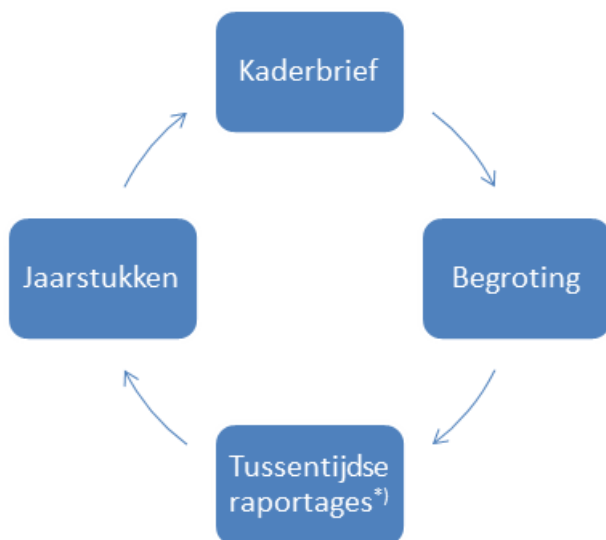 Kaderbrief
Begroting
Tussentijdse
raportages*)
Jaarstukken